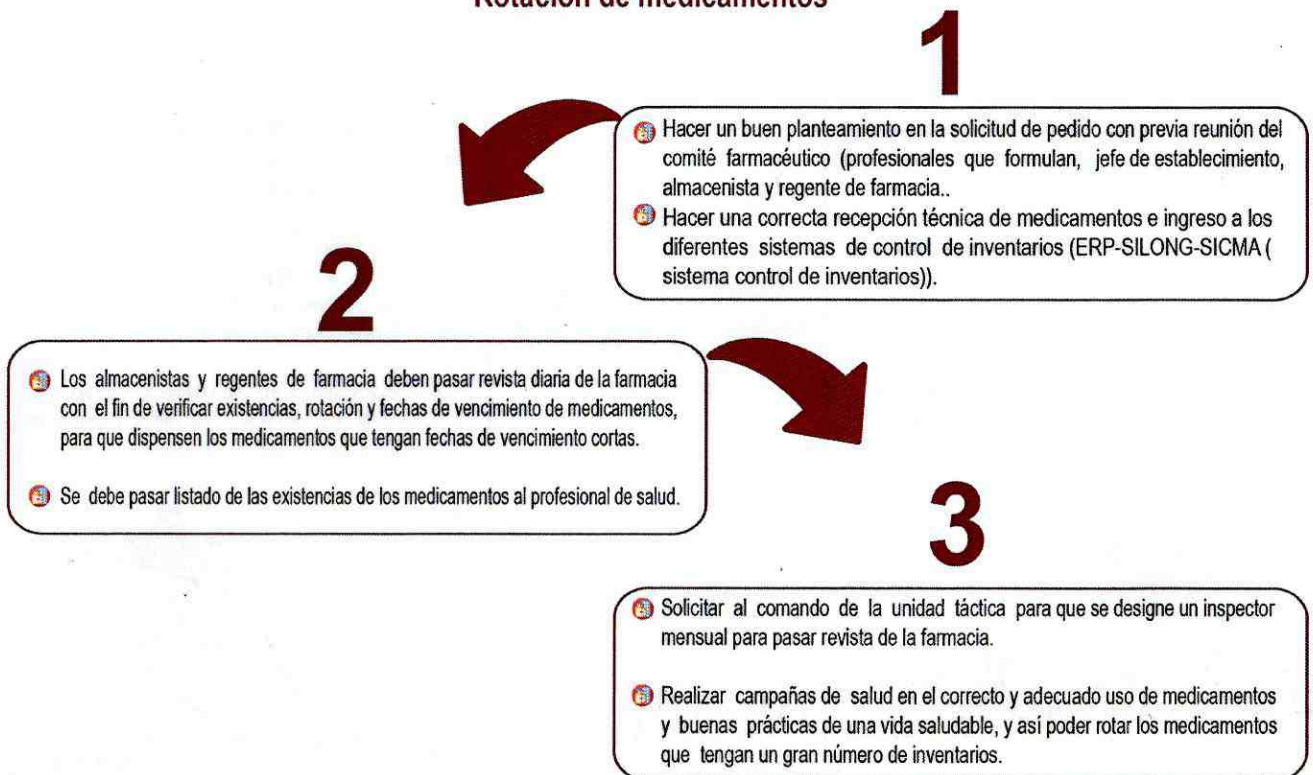 Rotación de medicamentos
1
Hacer un buen planteamiento en la solicitud de pedido con previa reunión del
comité farmacéutico (profesionales que formulan, jefe de establecimiento,
almacenista y regente de farmacia..
Hacer una correcta recepción técnica de medicamentos e ingreso a los
diferentes sistemas de control de inventarios (ERP-SILONG-SICMA (
sistema control de inventarios)).
2
Los almacenistas y regentes de farmacia deben pasar revista diaria de la farmacia
con el fin de verificar existencias, rotación y fechas de vencimiento de medicamentos,
para que dispensen los medicamentos que tengan fechas de vencimiento cortas.
Se debe pasar listado de las existencias de los medicamentos al profesional de salud.
3
Solicitar al comando de la unidad táctica para que se designe un inspector
mensual para pasar revista de la farmacia.
Realizar campañas de salud en el correcto y adecuado uso de medicamentos
y buenas prácticas de una vida saludable, y así poder rotar los medicamentos
que tengan un gran número de inventarios.